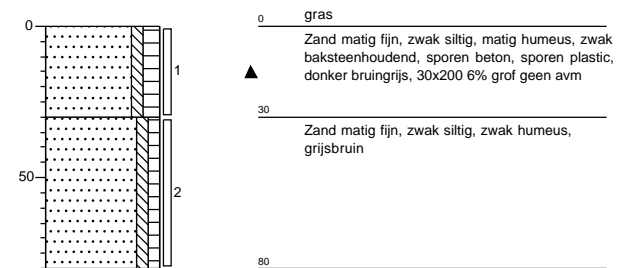 0
gras
0
Zand matig fijn, zwak siltig, matig humeus, zwak
baksteenhoudend, sporen beton, sporen plastic,
donker bruingrijs, 30x200 6% grof geen avm
1
30
Zand matig fijn, zwak siltig, zwak humeus,
grijsbruin
50
2
80